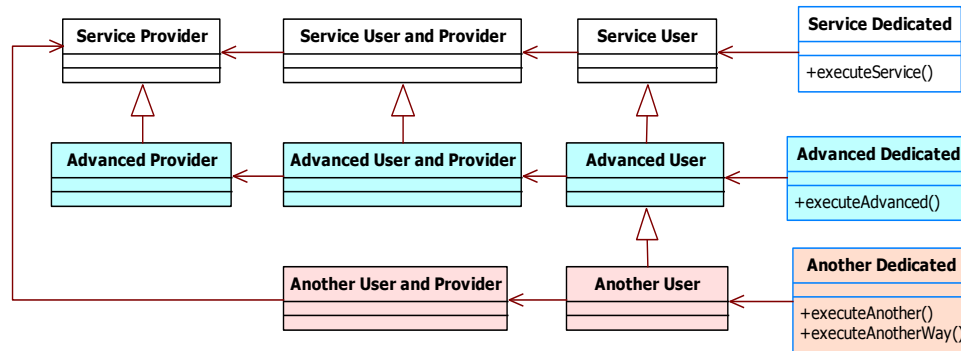 Service Provider
Service User and Provider
Service User
Service Dedicated
+executeService()
Advanced Provider
Advanced User and Provider
Advanced User
Advanced Dedicated
+executeAdvanced()
Another User and Provider
Another User
Another Dedicated
+executeAnother()
+executeAnotherWay()